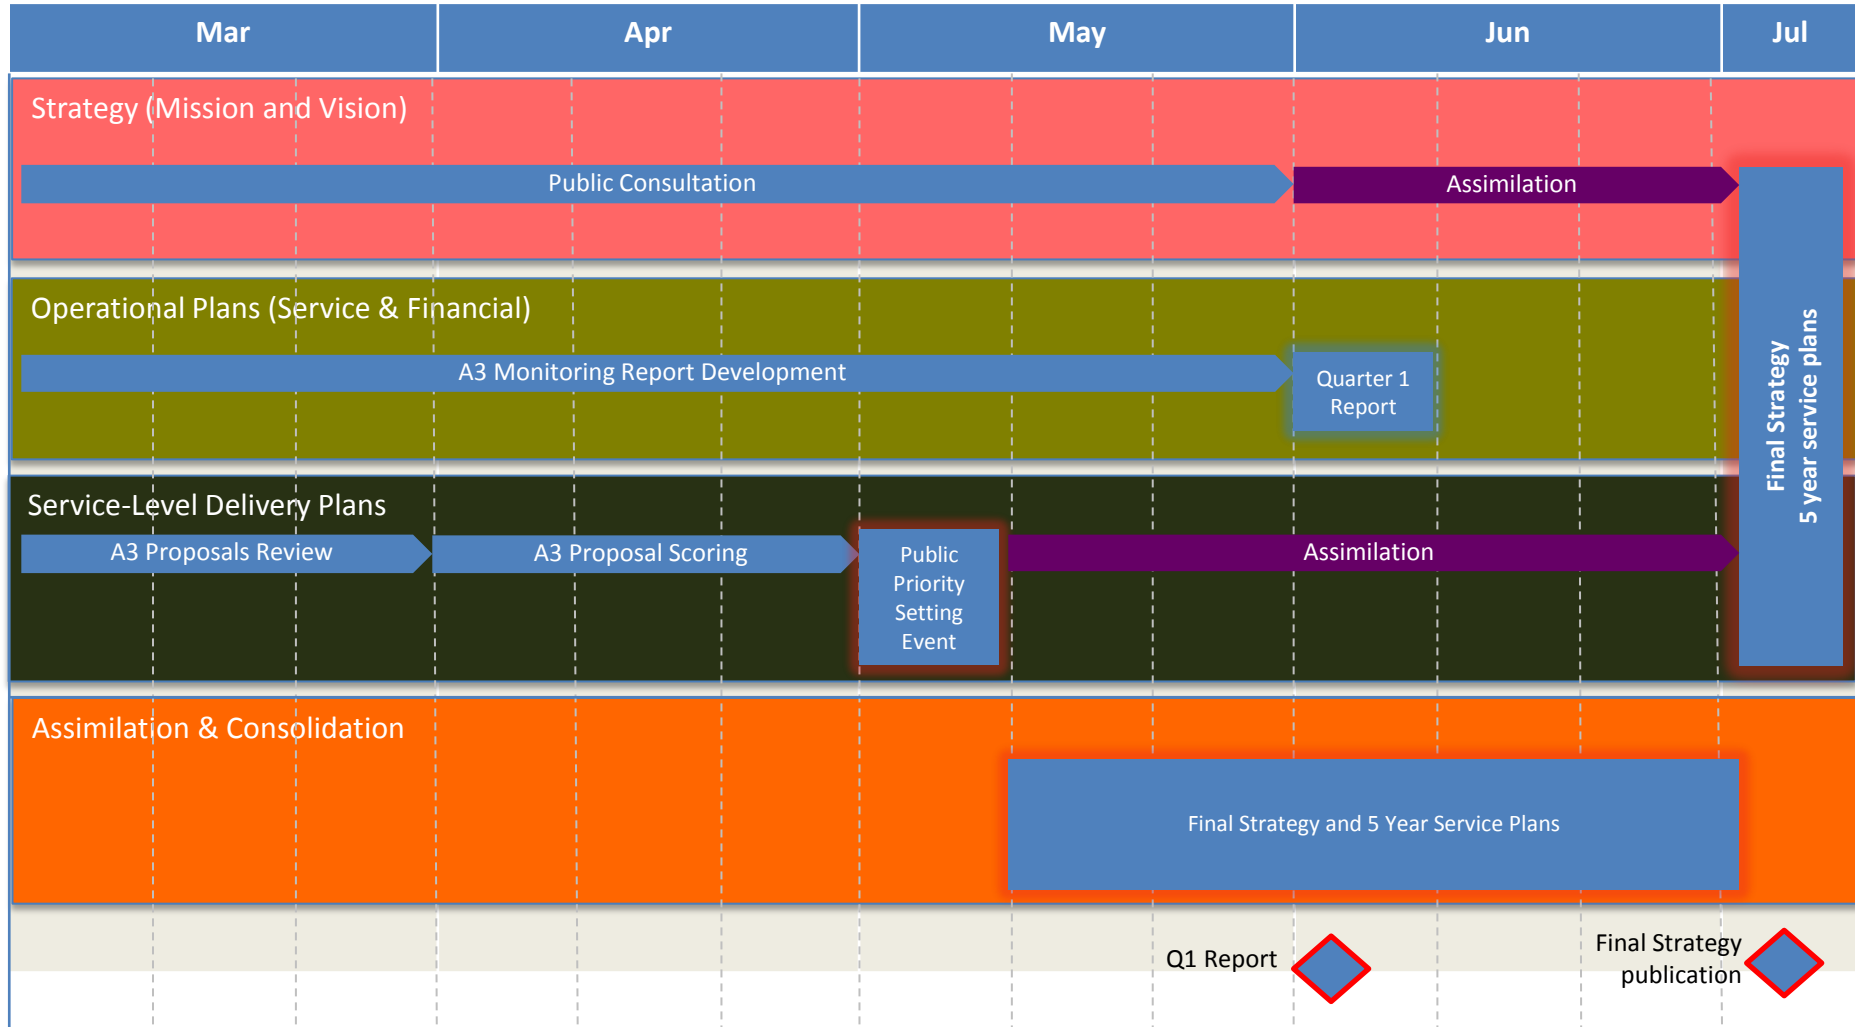 Mar
Apr
May
Jun
Jul
Strategy (Mission and Vision)
Public Consultation
Assimilation
Operational Plans (Service & Financial)
A3 Monitoring Report Development
Quarter 1
Report
Final Strategy
5 year service plans
Service-Level Delivery Plans
A3 Proposals Review
A3 Proposal Scoring
Public
Priority
Setting
Event
Assimilation
Assimilation & Consolidation
Final Strategy and 5 Year Service Plans
Q1 Report
Final Strategy
publication